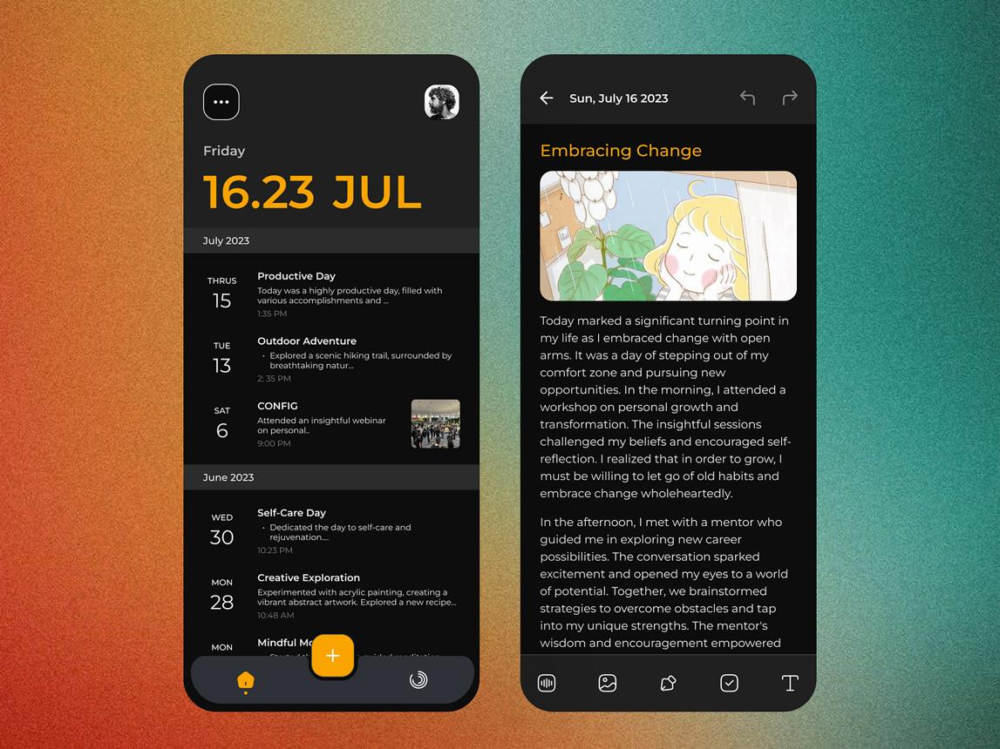 Friday
16.23 JUL
July 2023
THRUS
15
Productive Day
Today was a highly productive day, filled with
various accomplishments and ...
1:35 PM
TUE
13
Outdoor Adventure
• Explored a scenic hiking trail, surrounded by
breathtaking natur...
2: 35 PM
SAT
6
CONFIG
Attended an insightful webinar
on personal..
9:00 PM
June 2023
WED
30
Self-Care Day
• Dedicated the day to self-care and
rejuvenation....
10:23 PM
MON
28
Creative Exploration
Experimented with acrylic painting, creating a
vibrant abstract artwork. Explored a new recipe...
10:48 AM
MON
Mindful
Sun, July 16 2023
Embracing Change
Today marked a significant turning point in
my life as I embraced change with open
arms. It was a day of stepping out of my
comfort zone and pursuing new
opportunities. In the morning, I attended a
workshop on personal growth and
transformation. The insightful sessions
challenged my beliefs and encouraged self-
reflection. I realized that in order to grow, I
must be willing to let go of old habits and
embrace change wholeheartedly.
In the afternoon, I met with a mentor who
guided me in exploring new career
possibilities. The conversation sparked
excitement and opened my eyes to a world
of potential. Together, we brainstormed
strategies to overcome obstacles and tap
into my unique strengths. The mentor's
wisdom and encouragement empowered